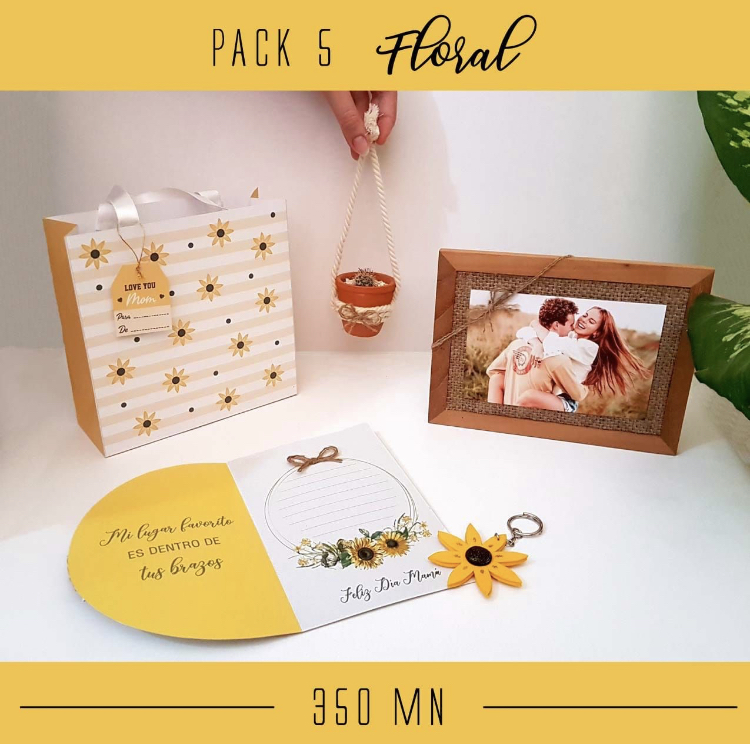 PACK 5 Floral
LOVE YOU
Mom
Para
De
Mi lugar favorito
ES DENTRO DE
tus brazos
Feliz Día Mamá
350 MN